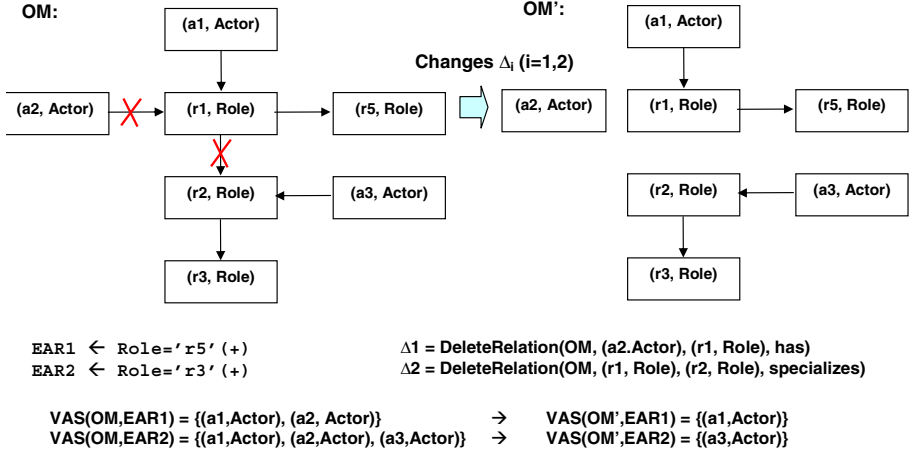 OM:
OM':
(a1, Actor)
(a1, Actor)
Changes Δi (i=1,2)
(a2, Actor)
(r1, Role)
(r5, Role)
(a2, Actor)
(r1, Role)
(r5, Role)
(r2, Role)
(a3, Actor)
(r2, Role)
(a3, Actor)
(r3, Role)
(r3, Role)
EAR1 ← Role='r5'(+)
EAR2 ← Role='r3'(+)
Δ1 = DeleteRelation(OM, (a2.Actor), (r1, Role), has)
Δ2 = DeleteRelation(OM, (r1, Role), (r2, Role), specializes)
VAS(OM,EAR1) = {(a1,Actor), (a2, Actor)} → VAS(OM',EAR1) = {(a1,Actor)}
VAS(OM,EAR2) = {(a1,Actor), (a2,Actor), (a3,Actor)} → VAS(OM',EAR2) = {(a3,Actor)}